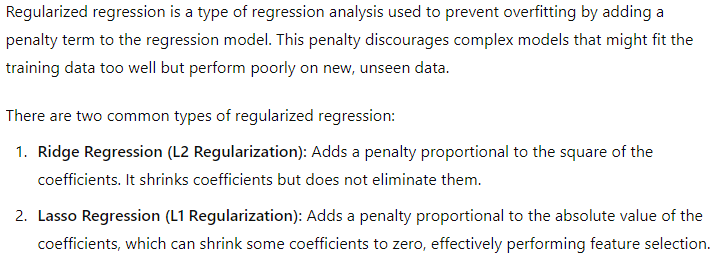 Regularized regression is a type of regression analysis used to prevent overfitting by adding a
penalty term to the regression model. This penalty discourages complex models that might fit the
training data too well but perform poorly on new, unseen data.
There are two common types of regularized regression:
1. Ridge Regression (L2 Regularization): Adds a penalty proportional to the square of the
coefficients. It shrinks coefficients but does not eliminate them.
2. Lasso Regression (L1 Regularization): Adds a penalty proportional to the absolute value of the
coefficients, which can shrink some coefficients to zero, effectively performing feature selection.